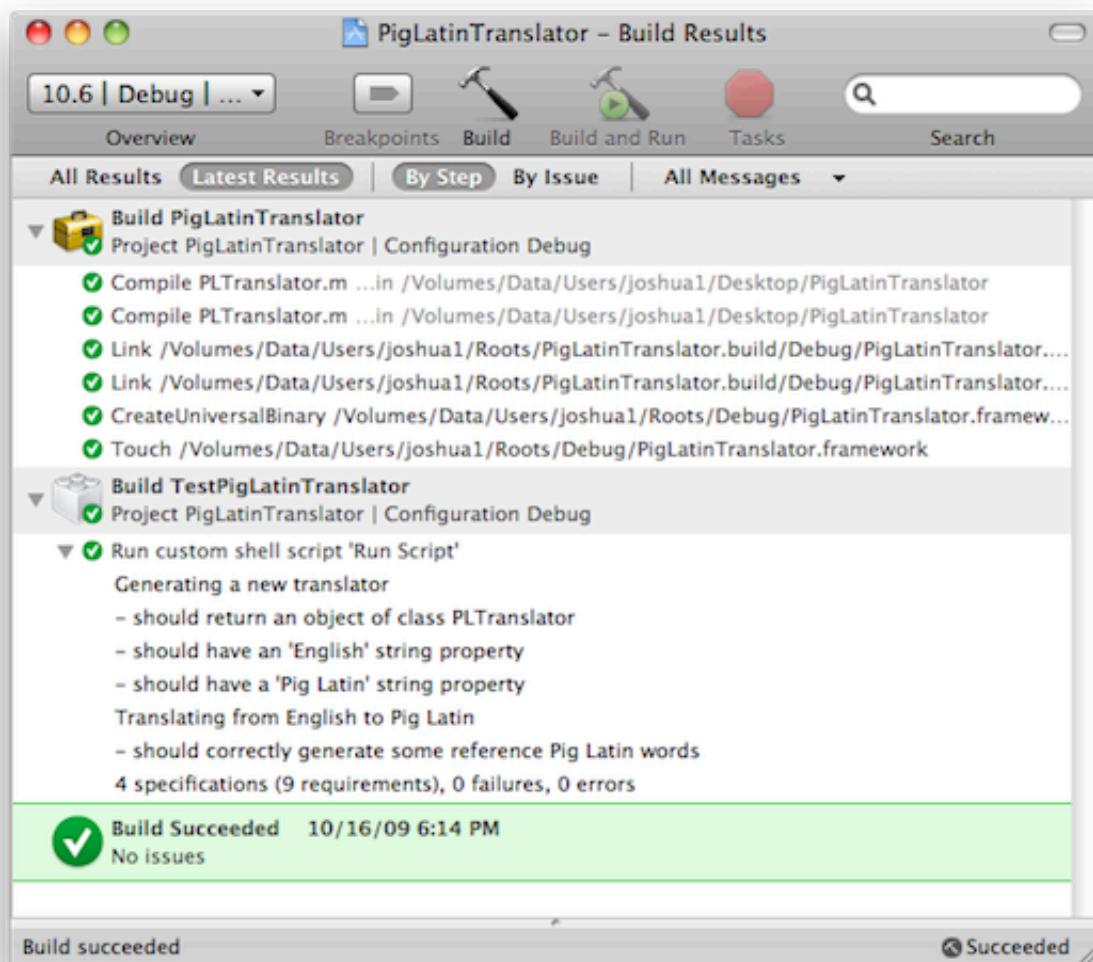 PigLatinTranslator – Build Results
10.6 | Debug | ...
Overview
Breakpoints
Build
Build and Run
Tasks
Search
All Results Latest Results By Step By Issue All Messages
Build PigLatinTranslator
Project PigLatinTranslator | Configuration Debug
Compile PLTranslator.m ...in /Volumes/Data/Users/joshua1/Desktop/PigLatinTranslator
Compile PLTranslator.m ...in /Volumes/Data/Users/joshua1/Desktop/PigLatinTranslator
Link /Volumes/Data/Users/joshua1/Roots/PigLatinTranslator.build/Debug/PigLatinTranslator....
Link /Volumes/Data/Users/joshua1/Roots/PigLatinTranslator.build/Debug/PigLatinTranslator....
CreateUniversalBinary /Volumes/Data/Users/joshua1/Roots/Debug/PigLatinTranslator.framew...
Touch /Volumes/Data/Users/joshua1/Roots/Debug/PigLatinTranslator.framework
Build TestPigLatinTranslator
Project PigLatinTranslator | Configuration Debug
Run custom shell script 'Run Script'
Generating a new translator
– should return an object of class PLTranslator
– should have an 'English' string property
– should have a 'Pig Latin' string property
Translating from English to Pig Latin
– should correctly generate some reference Pig Latin words
4 specifications (9 requirements), 0 failures, 0 errors
Build Succeeded 10/16/09 6:14 PM
No issues
Build succeeded
Succeeded